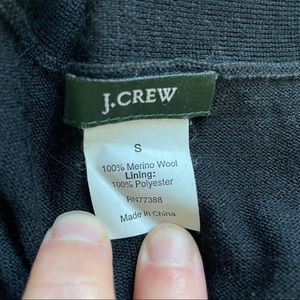 J.CREW
S
100% Merino Wool
Lining:
100% Polyester
RN77388
Made in China